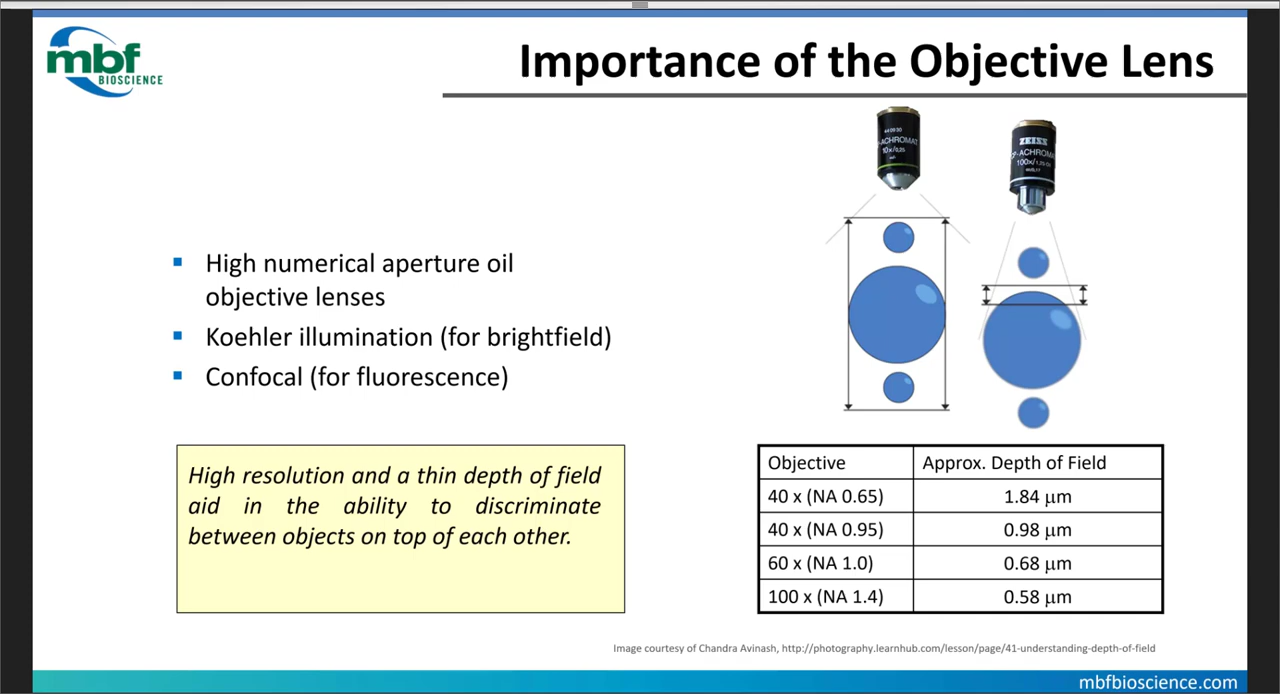 mbf
BIOSCIENCE
Importance of the Objective Lens
440930
-ACHROMAT
10x/0,25
ZEISS
-ACHROMA
100x/1,25 Oil
High numerical aperture oil
objective lenses
Koehler illumination (for brightfield)
Confocal (for fluorescence)
High resolution and a thin depth of field
aid in the ability to discriminate
between objects on top of each other.
Objective Approx. Depth of Field
40 x (NA 0.65) 1.84 μm
40 x (NA 0.95) 0.98 μm
60 x (NA 1.0) 0.68 μm
100 x (NA 1.4) 0.58 μm
Image courtesy of Chandra Avinash, http://photography.learnhub.com/lesson/page/41-understanding-depth-of-field
mbfbioscience.com